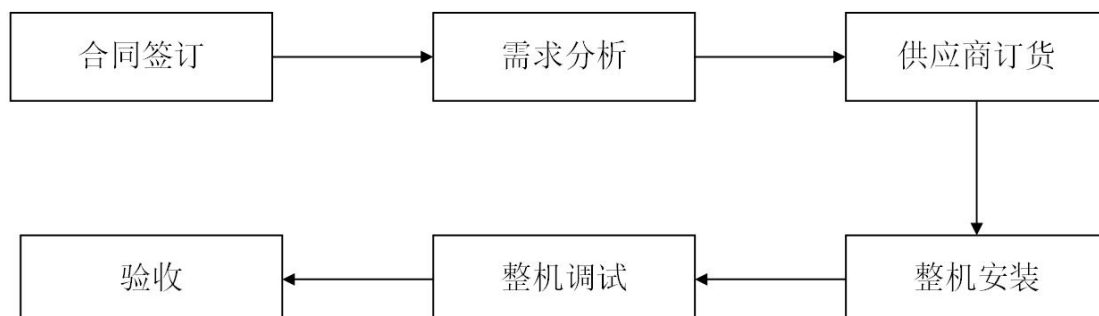 合同签订
需求分析
供应商订货
整机安装
整机调试
验收